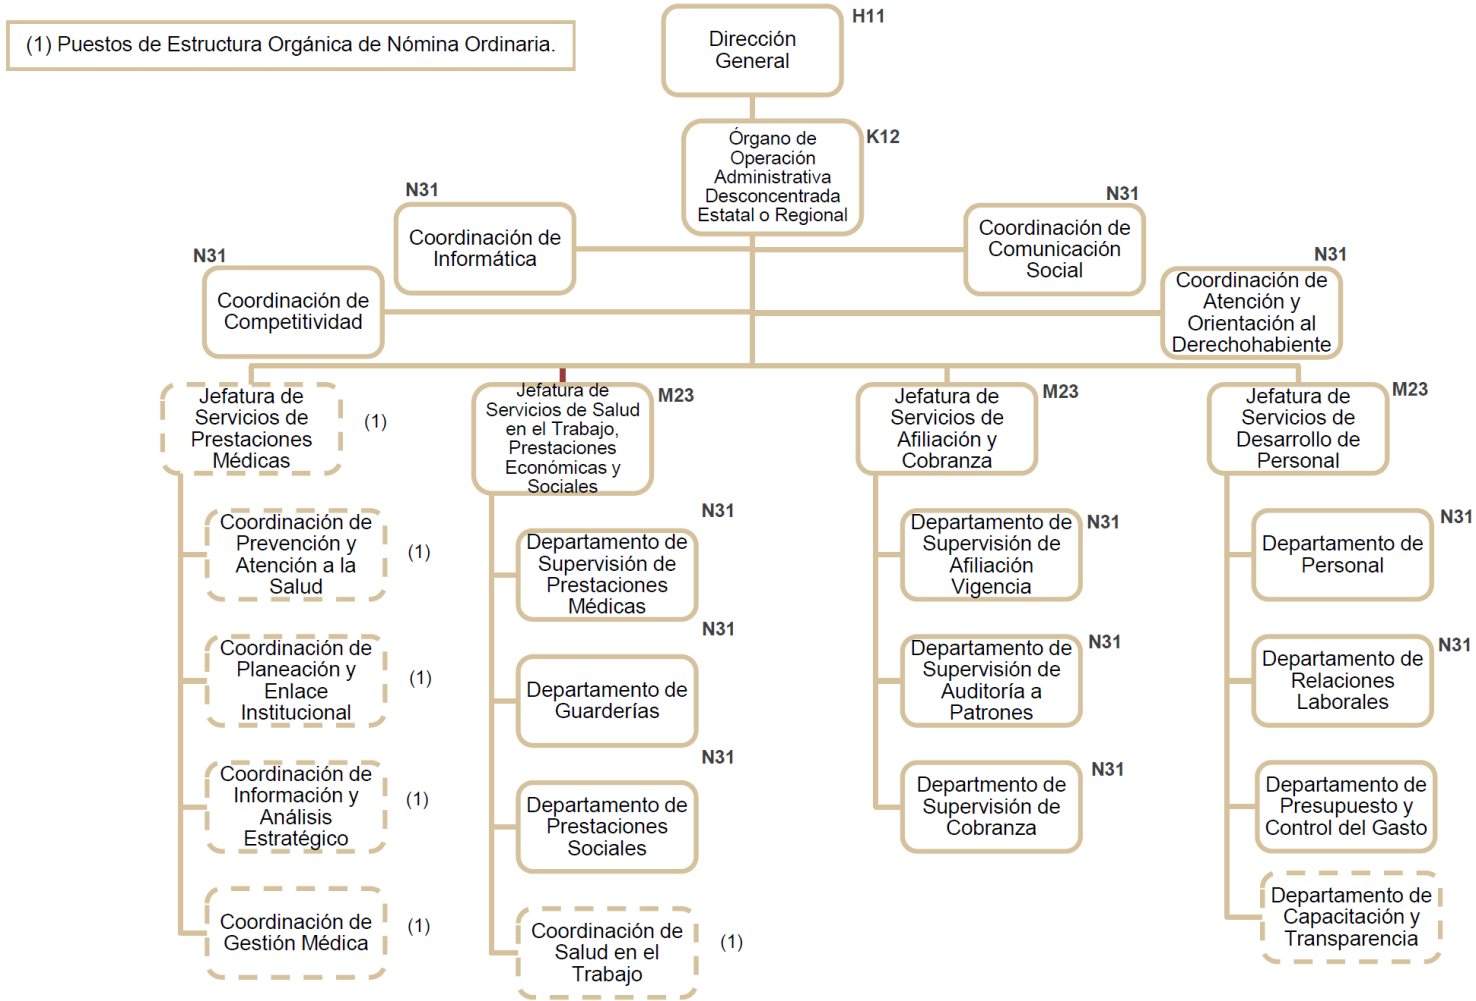 (1) Puestos de Estructura Orgánica de Nómina Ordinaria.
H11
Dirección
General
K12
Órgano de
Operación
Administrativa
Desconcentrada
Estatal o Regional
N31
Coordinación de
Informática
N31
Coordinación de
Comunicación
Social
N31
Coordinación de
Competitividad
N31
Coordinación de
Atención y
Orientación al
Derechohabiente
Jefatura de
Servicios de
Prestaciones
Médicas
(1)
Coordinación de
Prevención y
Atención a la
Salud
(1)
Coordinación de
Planeación y
Enlace
Institucional
(1)
Coordinación de
Información y
Análisis
Estratégico
(1)
Coordinación de
Gestión Médica
(1)
M23
Jefatura de
Servicios de Salud
en el Trabajo,
Prestaciones
Económicas y
Sociales
N31
Departamento de
Supervisión de
Prestaciones
Médicas
N31
Departamento de
Guarderías
N31
Departamento de
Prestaciones
Sociales
Coordinación de
Salud en el
Trabajo
(1)
M23
Jefatura de
Servicios de
Afiliación y
Cobranza
N31
Departamento de
Supervisión de
Afiliación
Vigencia
N31
Departamento de
Supervisión de
Auditoría a
Patrones
N31
Departmento de
Supervisión de
Cobranza
M23
Jefatura de
Servicios de
Desarrollo de
Personal
N31
Departamento de
Personal
N31
Departamento de
Relaciones
Laborales
Departamento de
Presupuesto y
Control del Gasto
Departamento de
Capacitación y
Transparencia